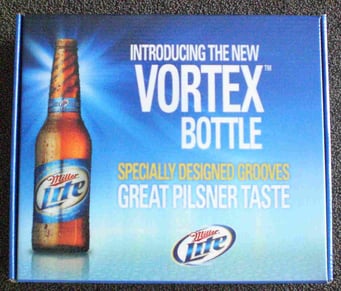 INTRODUCING THE NEW
VORTEX™
BOTTLE
SPECIALLY DESIGNED GROOVES
GREAT PILSNER TASTE
Miller
Lite
Miller
Lite